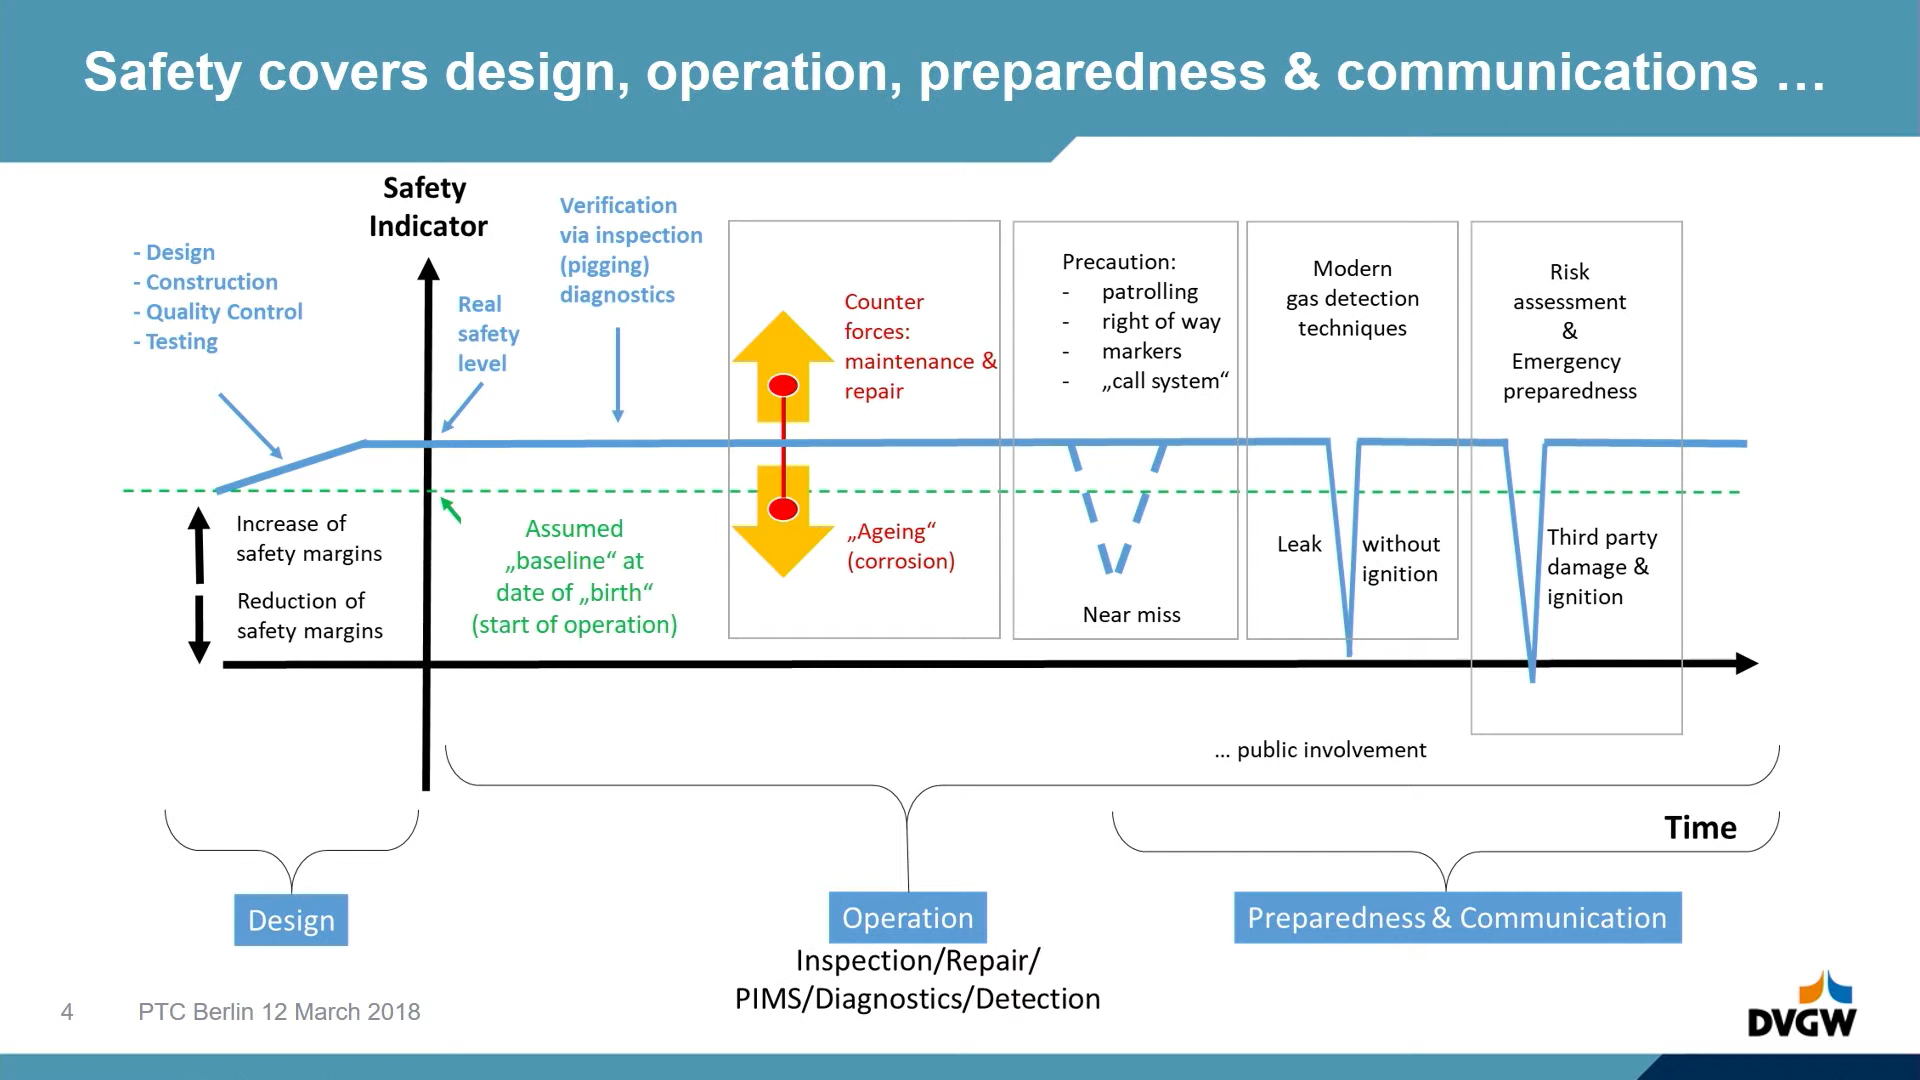 Safety covers design, operation, preparedness & communications …
Safety
Indicator
- Design
- Construction
- Quality Control
- Testing
Real
safety
level
Verification
via inspection
(pigging)
diagnostics
Counter
forces:
maintenance &
repair
„Ageing“
(corrosion)
Precaution:
- patrolling
- right of way
- markers
- „call system“
Near miss
Modern
gas detection
techniques
Leak
without
ignition
Risk
assessment
&
Emergency
preparedness
Third party
damage &
ignition
Increase of
safety margins
Reduction of
safety margins
Assumed
„baseline“ at
date of „birth“
(start of operation)
… public involvement
Time
Design
Operation
Inspection/Repair/
PIMS/Diagnostics/Detection
Preparedness & Communication
4 PTC Berlin 12 March 2018
DVGW